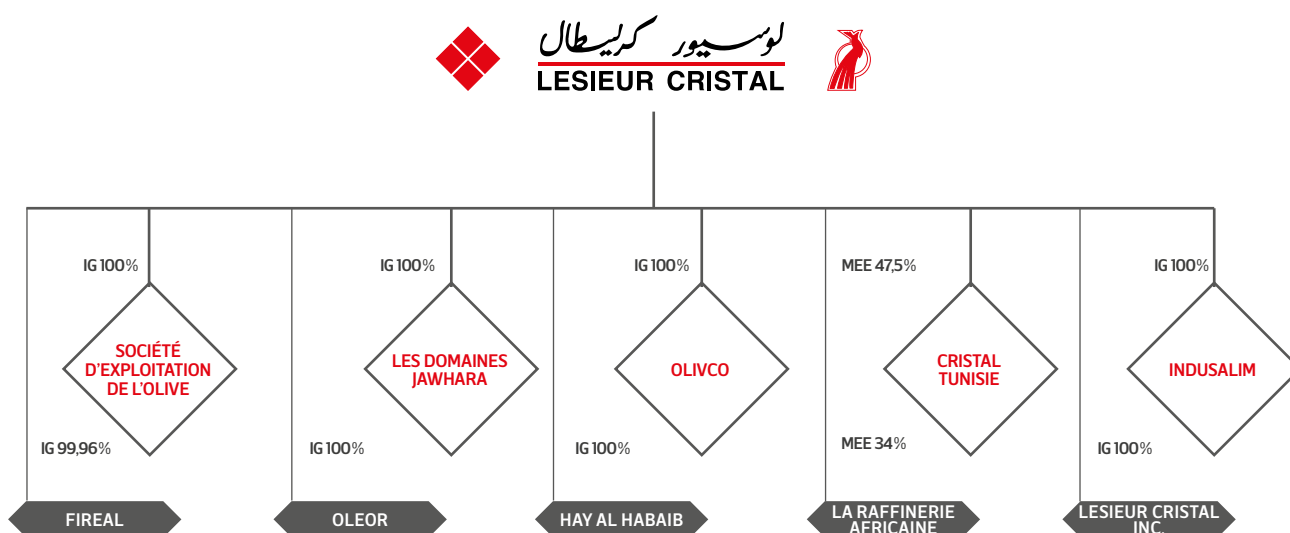 لوسيور كريسطال
LESIEUR CRISTAL
IG 100%
IG 100%
IG 100%
MEE 47,5%
IG 100%
SOCIÉTÉ
D'EXPLOITATION
DE L'OLIVE
LES DOMAINES
JAWHARA
OLIVCO
CRISTAL
TUNISIE
INDUSALIM
IG 99,96%
IG 100%
IG 100%
MEE 34%
IG 100%
FIREAL
OLEOR
HAY AL HABAIB
LA RAFFINERIE
AFRICAINE
LESIEUR CRISTAL
INC.